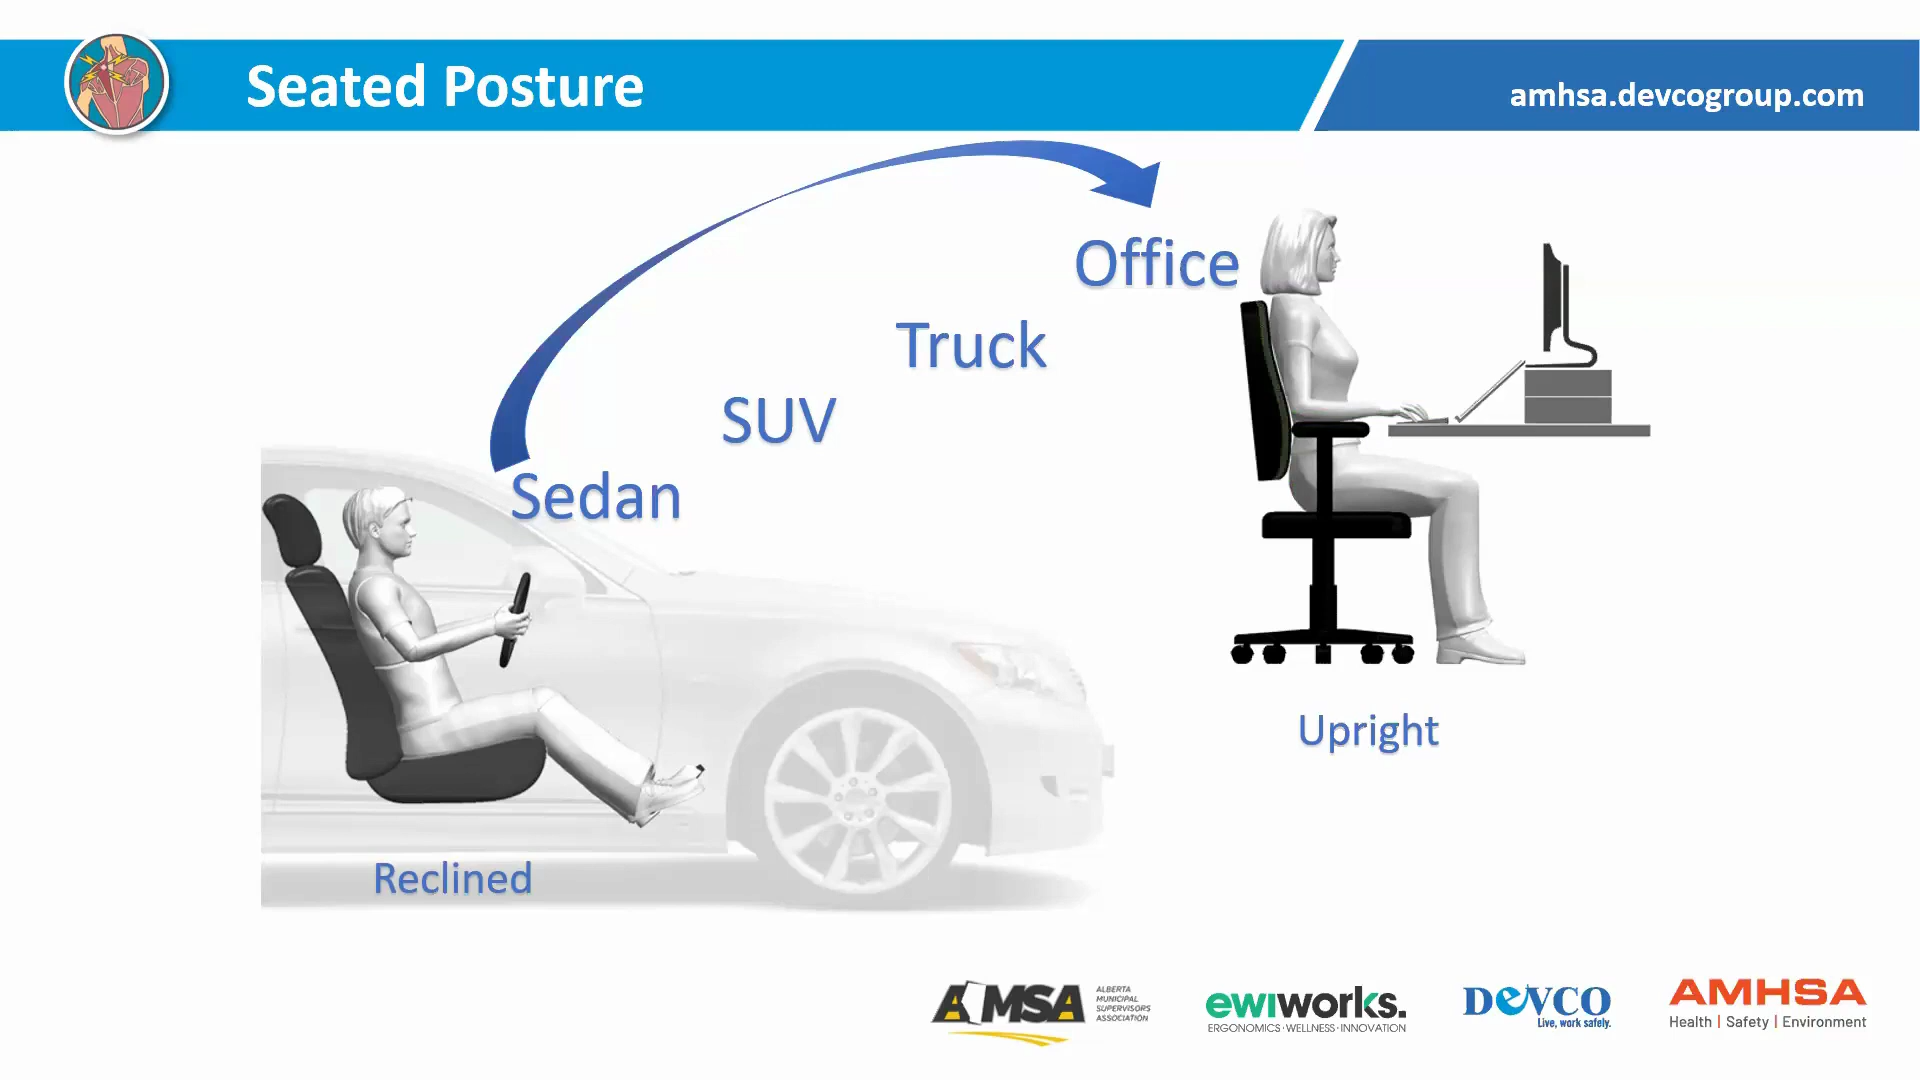 Seated Posture
amhsa.devcogroup.com
Office
Truck
SUV
Sedan
Upright
Reclined
AMSA
ALBERTA
MUNICIPAL
SUPERVISORS
ASSOCIATION
ewiworks.
ERGONOMICS · WELLNESS · INNOVATION
DEVCO
Live, work safely.
AMHSA
Health | Safety | Environment